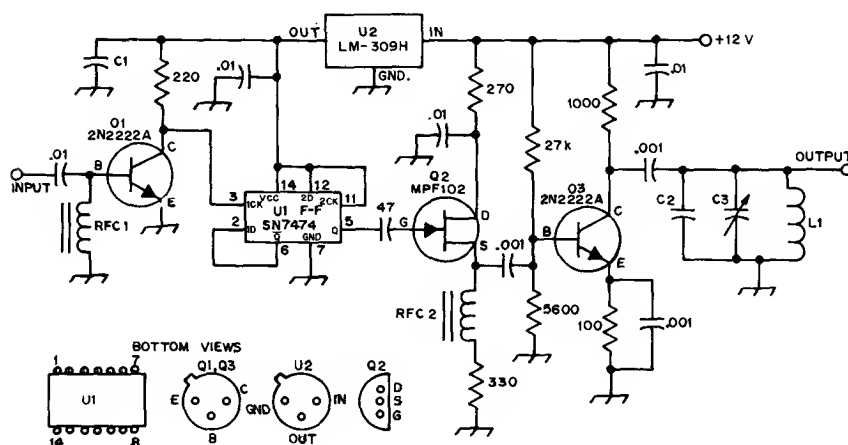 OUT
U2
LM-309H
IN
GND.
+12 V
C1
220
.01
270
.01
1000
.01
27k
.001
OUTPUT
Q1
2N2222A
C
B
E
.01
INPUT
RFC 1
14 12 11
VCC 2D 2CK
3 1CK
U1 F-F
SN7474
2 1D
Q 5
Q GND
6 7
47
Q2
MPF102
G
D
S
.001
Q3
2N2222A
C
B
E
C2
C3
L1
RFC 2
5600
100
.001
330
BOTTOM VIEWS
1 7
U1
14 8
Q1, Q3
E C
B
U2
GND IN
OUT
Q2
D
S
G